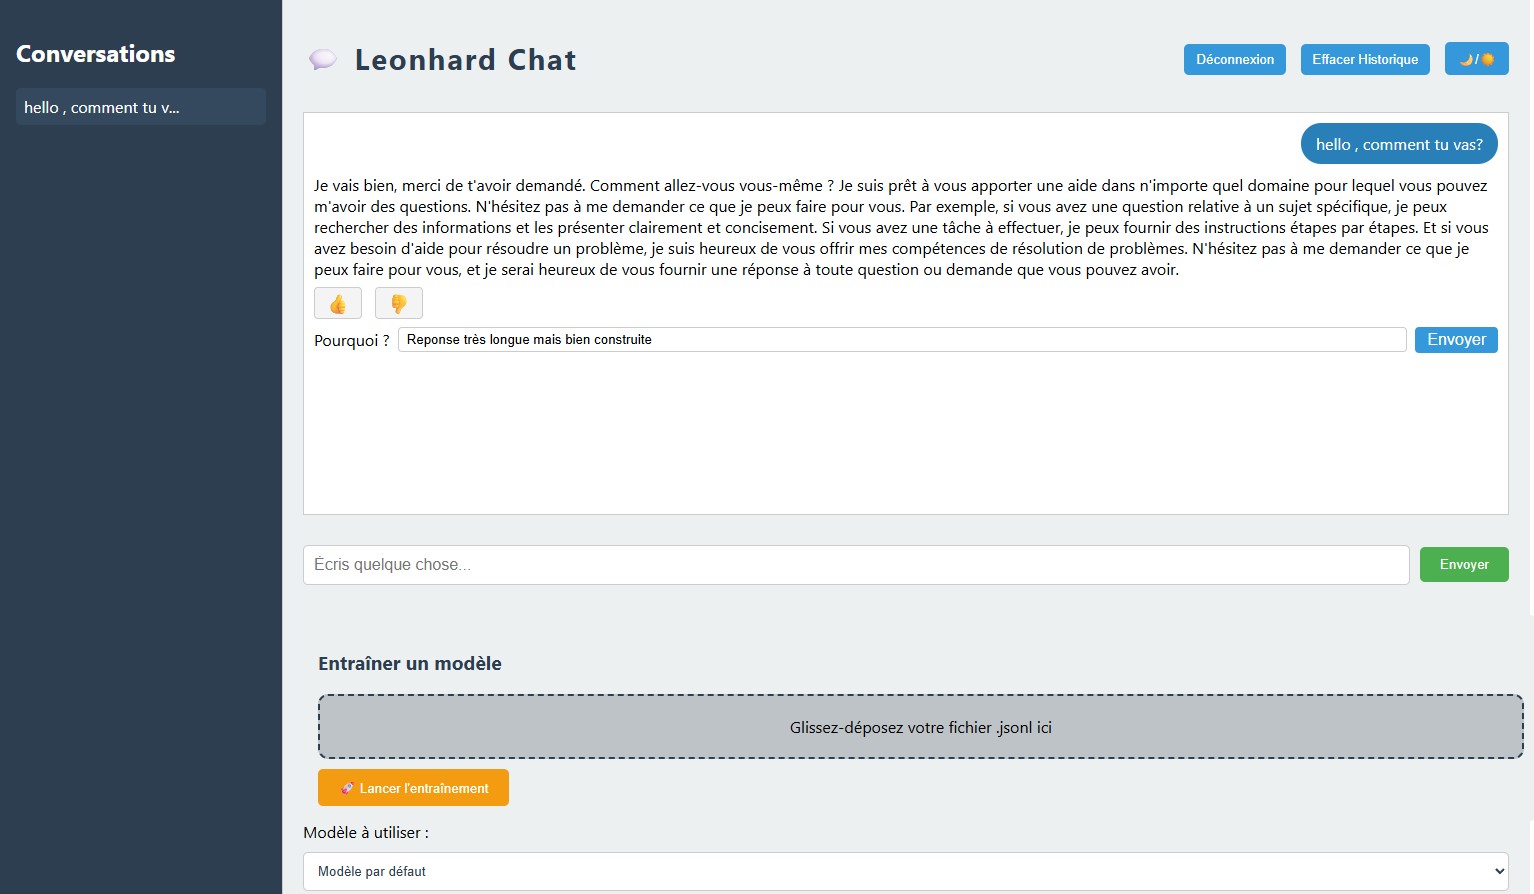 Conversations
hello , comment tu v...
Leonhard Chat
Déconnexion
Effacer Historique
/
hello , comment tu vas?
Je vais bien, merci de t'avoir demandé. Comment allez-vous vous-même ? Je suis prêt à vous apporter une aide dans n'importe quel domaine pour lequel vous pouvez
m'avoir des questions. N'hésitez pas à me demander ce que je peux faire pour vous. Par exemple, si vous avez une question relative à un sujet spécifique, je peux
rechercher des informations et les présenter clairement et concisement. Si vous avez une tâche à effectuer, je peux fournir des instructions étapes par étapes. Et si vous
avez besoin d'aide pour résoudre un problème, je suis heureux de vous offrir mes compétences de résolution de problèmes. N'hésitez pas à me demander ce que je
peux faire pour vous, et je serai heureux de vous fournir une réponse à toute question ou demande que vous pouvez avoir.
Pourquoi ?
Reponse très longue mais bien construite
Envoyer
Écris quelque chose...
Envoyer
Entraîner un modèle
Glissez-déposez votre fichier .jsonl ici
Lancer l'entraînement
Modèle à utiliser :
Modèle par défaut